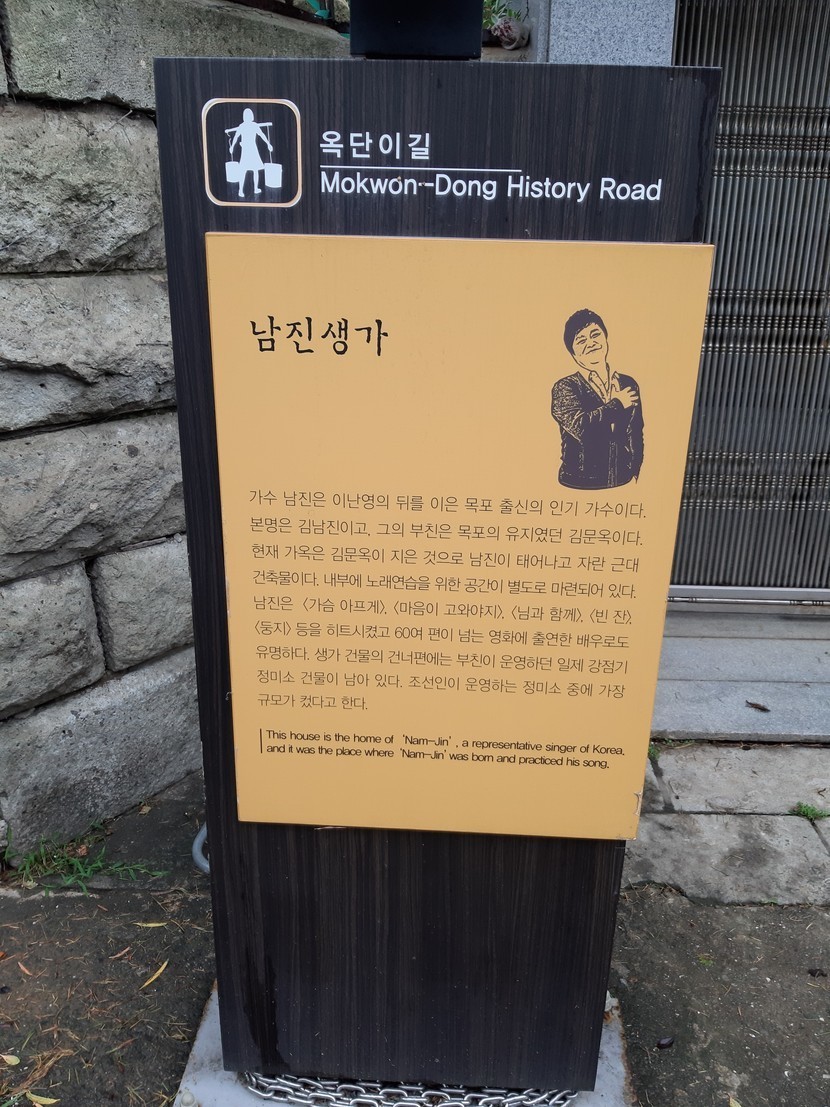 옥단이길
Mokwon-Dong History Road
남진생가
가수 남진은 이난영의 뒤를 이은 목포 출신의 인기 가수이다.
본명은 김남진이고, 그의 부친은 목포의 유지였던 김문옥이다.
현재 가옥은 김문옥이 지은 것으로 남진이 태어나고 자란 근대
건축물이다. 내부에 노래연습을 위한 공간이 별도로 마련되어 있다.
남진은 〈가슴 아프게〉, 〈마음이 고와야지〉, 〈님과 함께〉, 〈빈 잔〉,
〈둥지〉 등을 히트시켰고 60여 편이 넘는 영화에 출연한 배우로도
유명하다. 생가 건물의 건너편에는 부친이 운영하던 일제 강점기
정미소 건물이 남아 있다. 조선인이 운영하는 정미소 중에 가장
규모가 컸다고 한다.
This house is the home of ‘Nam-Jin’, a representative singer of Korea,
and it was the place where ‘Nam-Jin’ was born and practiced his song.